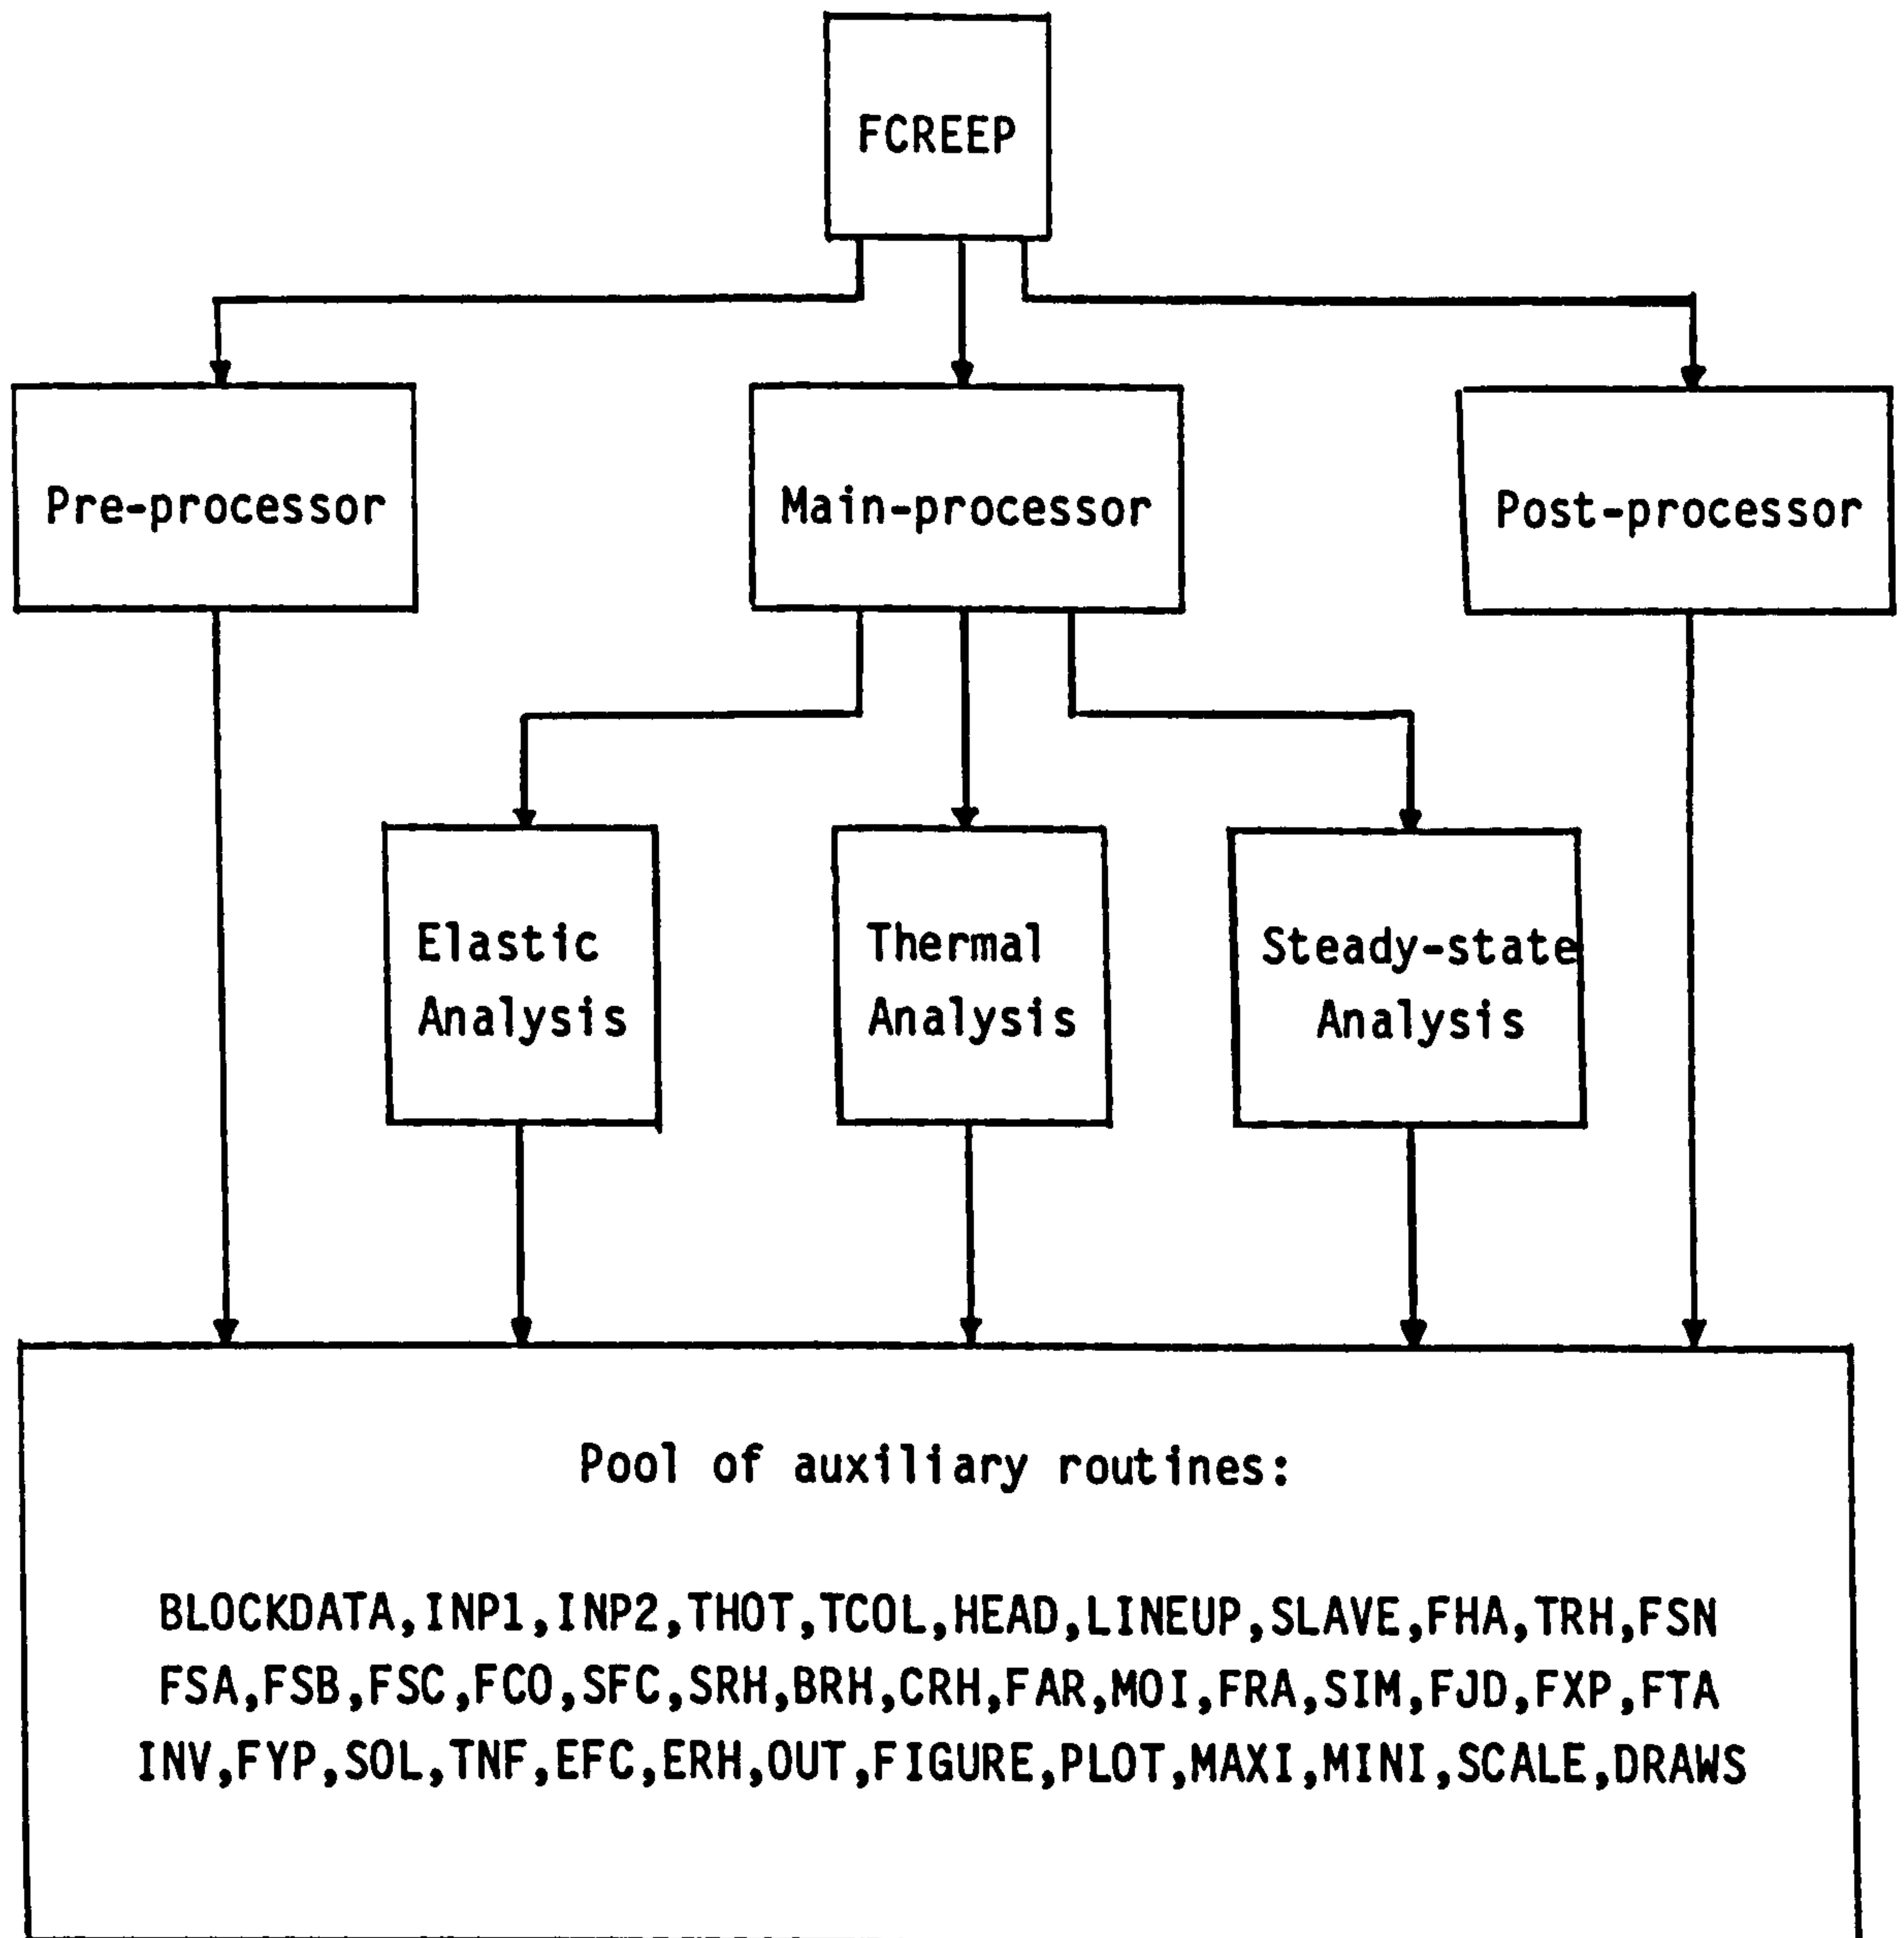 FCREEP
Pre-processor
Main-processor
Post-processor
Elastic
Analysis
Thermal
Analysis
Steady-state
Analysis
Pool of auxiliary routines:
BLOCKDATA,INP1,INP2,THOT,TCOL,HEAD,LINEUP,SLAVE,FHA,TRH,FSN
FSA,FSB,FSC,FCO,SFC,SRH,BRH,CRH,FAR,MOI,FRA,SIM,FJD,FXP,FTA
INV,FYP,SOL,TNF,EFC,ERH,OUT,FIGURE,PLOT,MAXI,MINI,SCALE,DRAWS